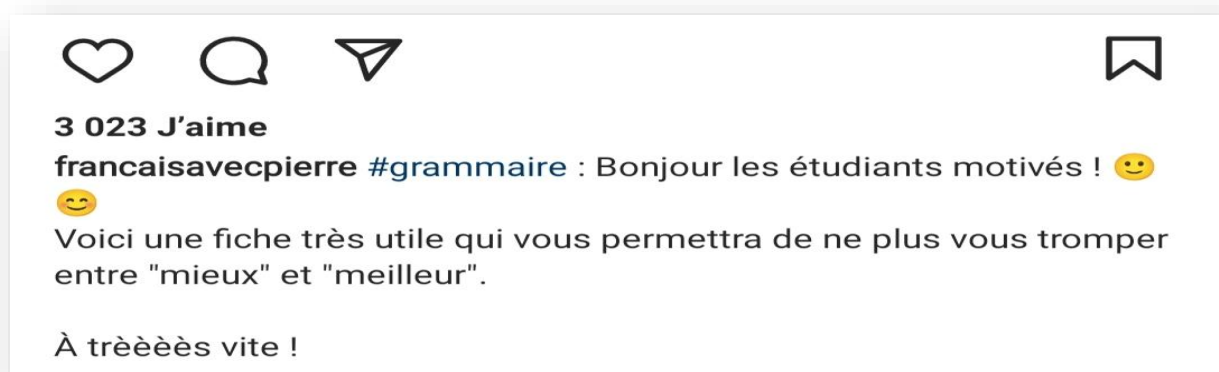 3 023 J’aime
francaisavecpierre #grammaire : Bonjour les étudiants motivés ! 🙂
😊
Voici une fiche très utile qui vous permettra de ne plus vous tromper
entre "mieux" et "meilleur".
À trèèèès vite !